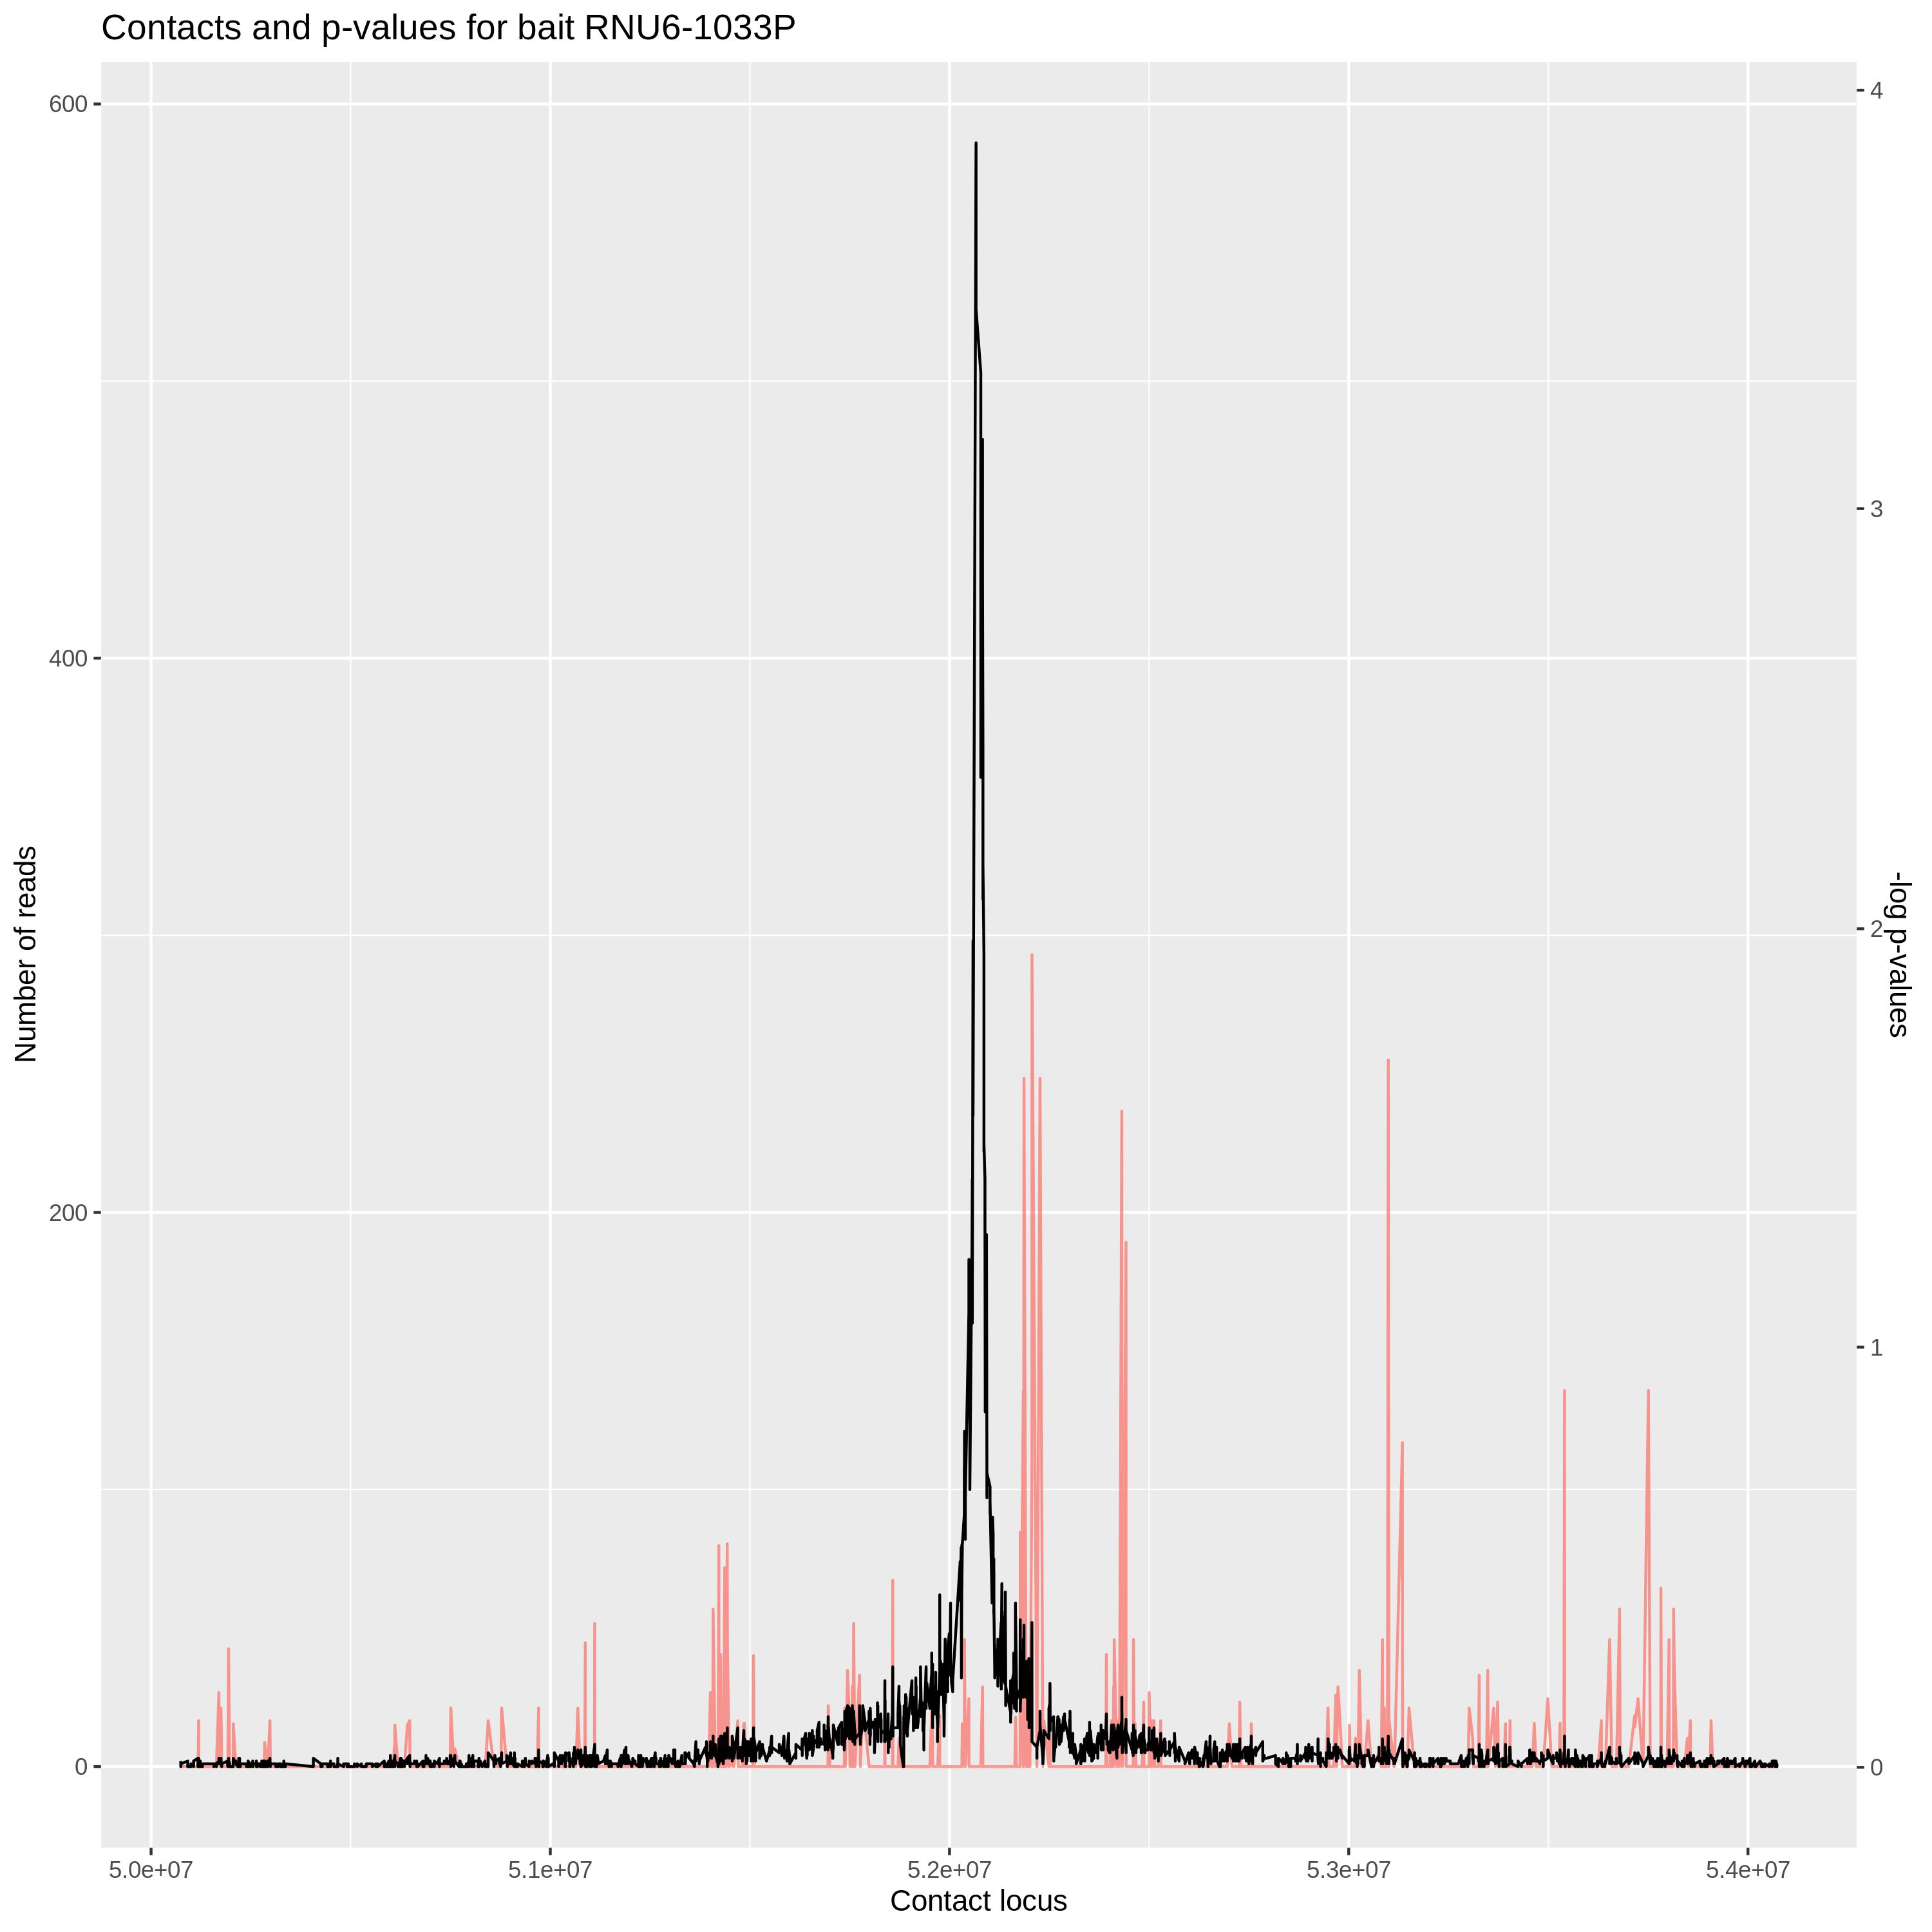 Contacts and p-values for bait RNU6-1033P
600
400
200
0
Number of reads
4
3
2
1
0
-log p-values
5.0e+07
5.1e+07
5.2e+07
5.3e+07
5.4e+07
Contact locus